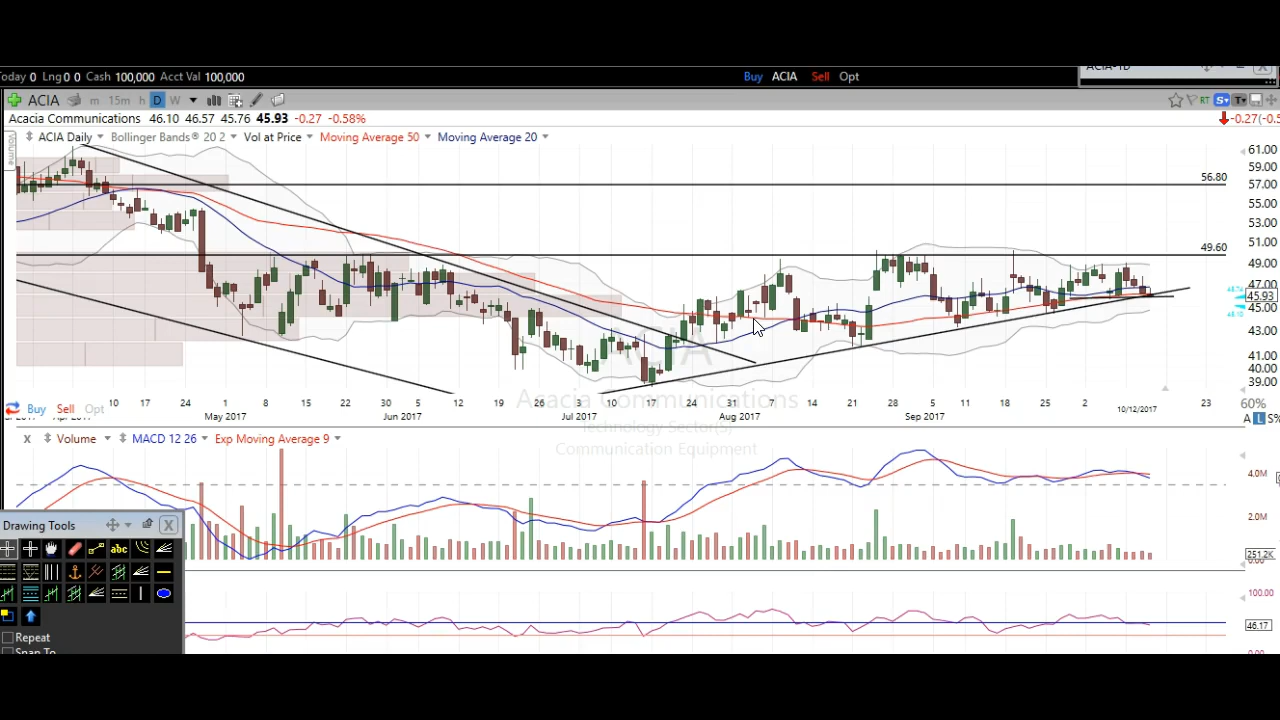 Today 0 Lng 0 0 Cash 100,000 Acct Val 100,000
Buy ACIA Sell Opt
ACIA m 15m h D W
RT S T
Acacia Communications 46.10 46.57 45.76 45.93 -0.27 -0.58%
-0.27
ACIA Daily Bollinger Bands® 20 2 Vol at Price Moving Average 50 Moving Average 20
Volume
61.00
59.00
56.80
57.00
55.00
53.00
51.00
49.60
49.00
47.00
45.93
45.00
43.00
41.00
40.00
39.00
ACIA
Acacia Communications
Technology Sector(S)
Communication Equipment
10 17 24 1 8 15 22 30 5 12 19 26 3 10 17 24 31 7 14 21 28 5 11 18 25 2 10/12/2017 23
May 2017 Jun 2017 Jul 2017 Aug 2017 Sep 2017
Buy Sell Opt
60%
A L S%
X Volume MACD 12 26 Exp Moving Average 9
4.0M
2.0M
251.2K
0.00
Drawing Tools X
abc
Repeat
Snap To
100.00
46.17